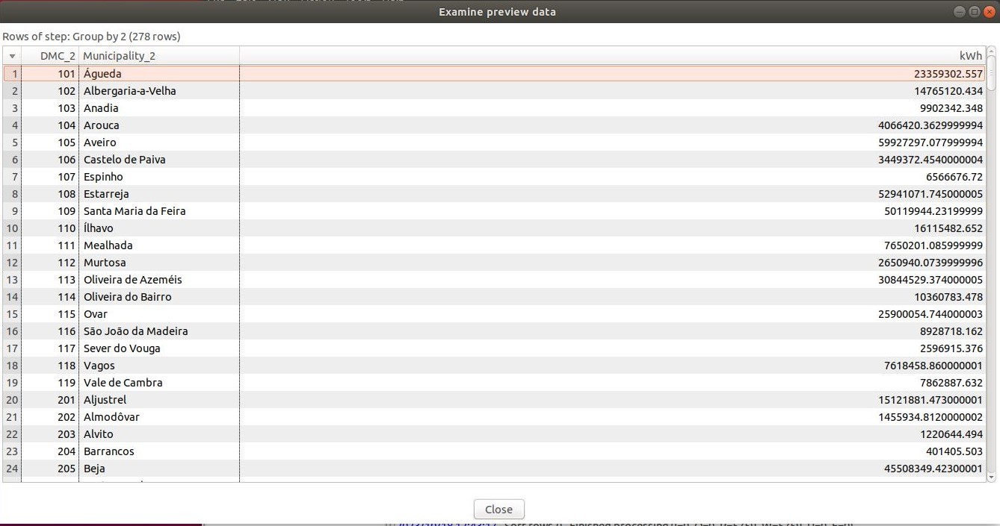 Examine preview data
Rows of step: Group by 2 (278 rows)
DMC_2 Municipality_2 kWh
1 101 Águeda 23359302.557
2 102 Albergaria-a-Velha 14765120.434
3 103 Anadia 9902342.348
4 104 Arouca 4066420.3629999994
5 105 Aveiro 59927297.077999994
6 106 Castelo de Paiva 3449372.4540000004
7 107 Espinho 6566676.72
8 108 Estarreja 52941071.745000005
9 109 Santa Maria da Feira 50119944.23199999
10 110 Ílhavo 16115482.652
11 111 Mealhada 7650201.085999999
12 112 Murtosa 2650940.0739999996
13 113 Oliveira de Azeméis 30844529.374000005
14 114 Oliveira do Bairro 10360783.478
15 115 Ovar 25900054.744000003
16 116 São João da Madeira 8928718.162
17 117 Sever do Vouga 2596915.376
18 118 Vagos 7618458.860000001
19 119 Vale de Cambra 7862887.632
20 201 Aljustrel 15121881.473000001
21 202 Almodôvar 1455934.8120000002
22 203 Alvito 1220644.494
23 204 Barrancos 401405.503
24 205 Beja 45508349.42300001
Close